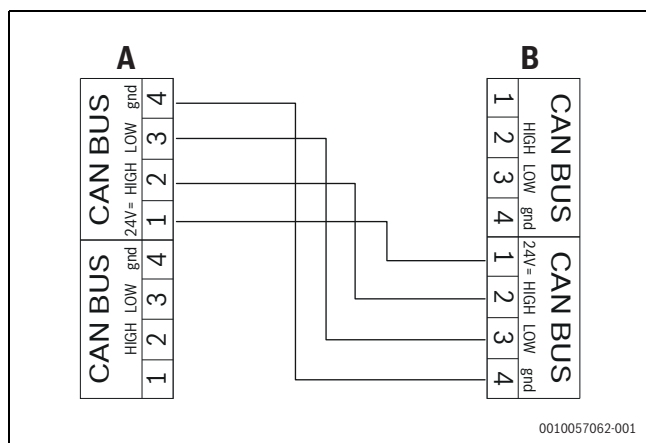 A
B
CAN BUS
gnd 4
LOW 3
HIGH 2
24V= 1
CAN BUS
gnd 4
LOW 3
HIGH 2
1
1
2 HIGH
3 LOW
4 gnd
CAN BUS
1 24V=
2 HIGH
3 LOW
4 gnd
CAN BUS
0010057062-001